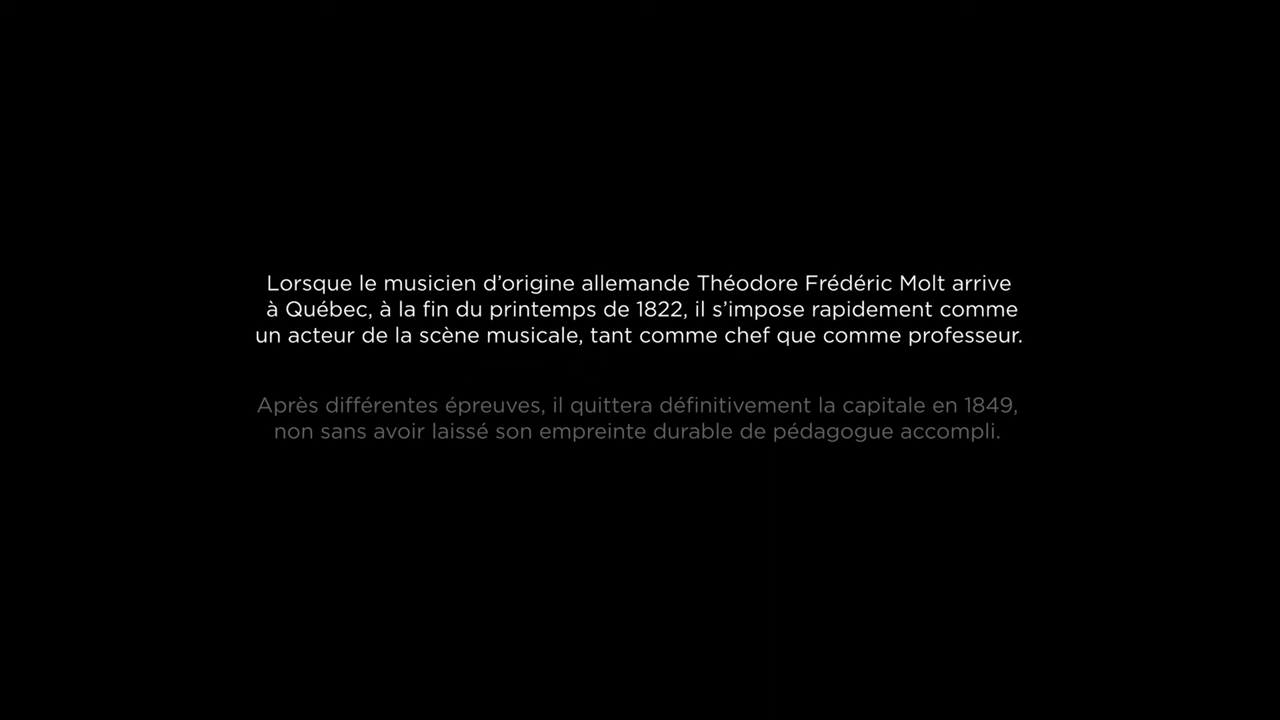 Lorsque le musicien d’origine allemande Théodore Frédéric Molt arrive
à Québec, à la fin du printemps de 1822, il s’impose rapidement comme
un acteur de la scène musicale, tant comme chef que comme professeur.
Après différentes épreuves, il quittera définitivement la capitale en 1849,
non sans avoir laissé son empreinte durable de pédagogue accompli.